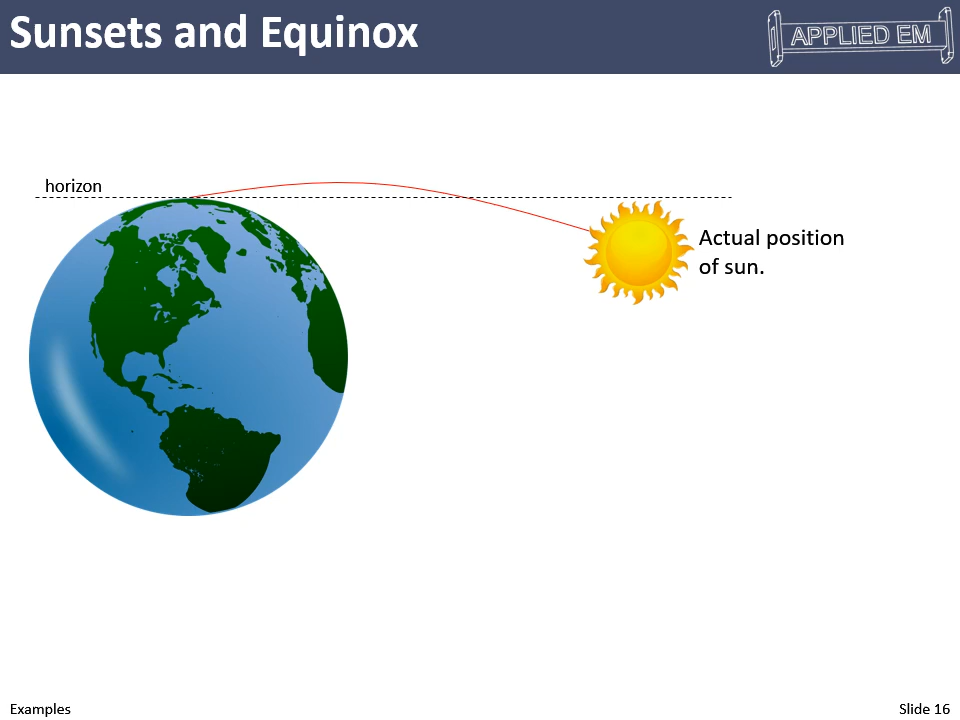 Sunsets and Equinox
APPLIED EM
horizon
Actual position
of sun.
Examples
Slide 16